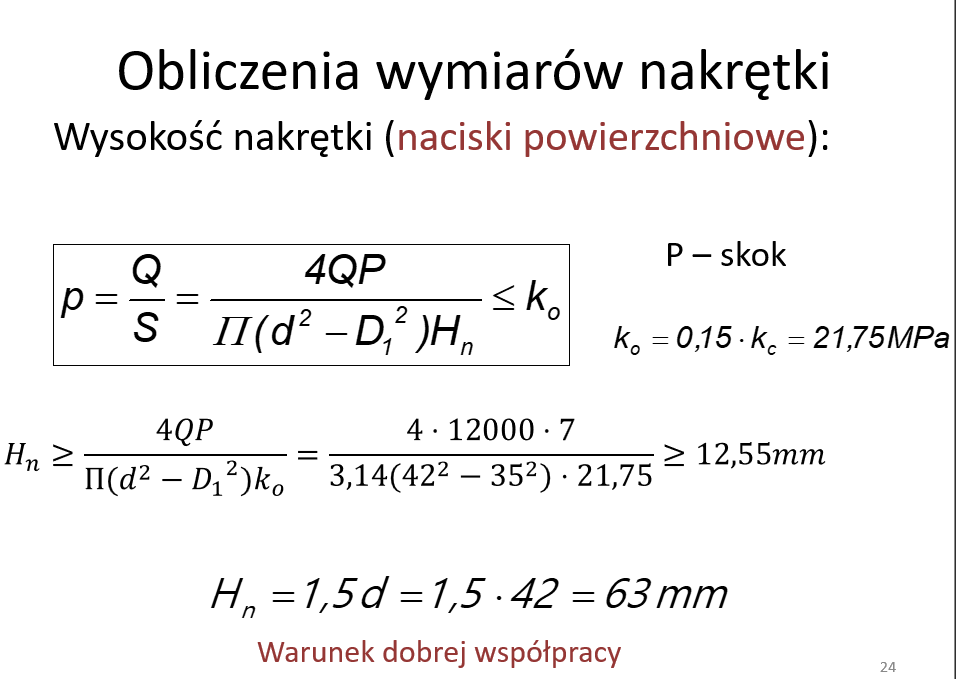 Obliczenia wymiarów nakrętki
Wysokość nakrętki (naciski powierzchniowe):
p = Q/S = 4QP/(Π(d² – D₁²)Hₙ) ≤ kₒ
P – skok
kₒ = 0,15 · k꜀ = 21,75MPa
Hₙ ≥ 4QP/(Π(d² − D₁²)kₒ) = (4 · 12000 · 7)/(3,14(42² − 35²) · 21,75) ≥ 12,55mm
Hₙ = 1,5d = 1,5 · 42 = 63 mm
Warunek dobrej współpracy
24